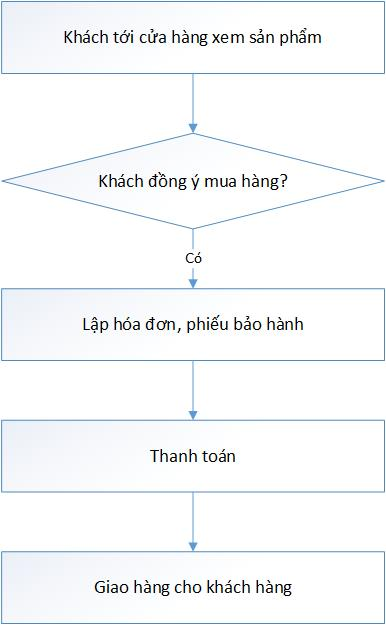 Khách tới cửa hàng xem sản phẩm
Khách đồng ý mua hàng?
Có
Lập hóa đơn, phiếu bảo hành
Thanh toán
Giao hàng cho khách hàng